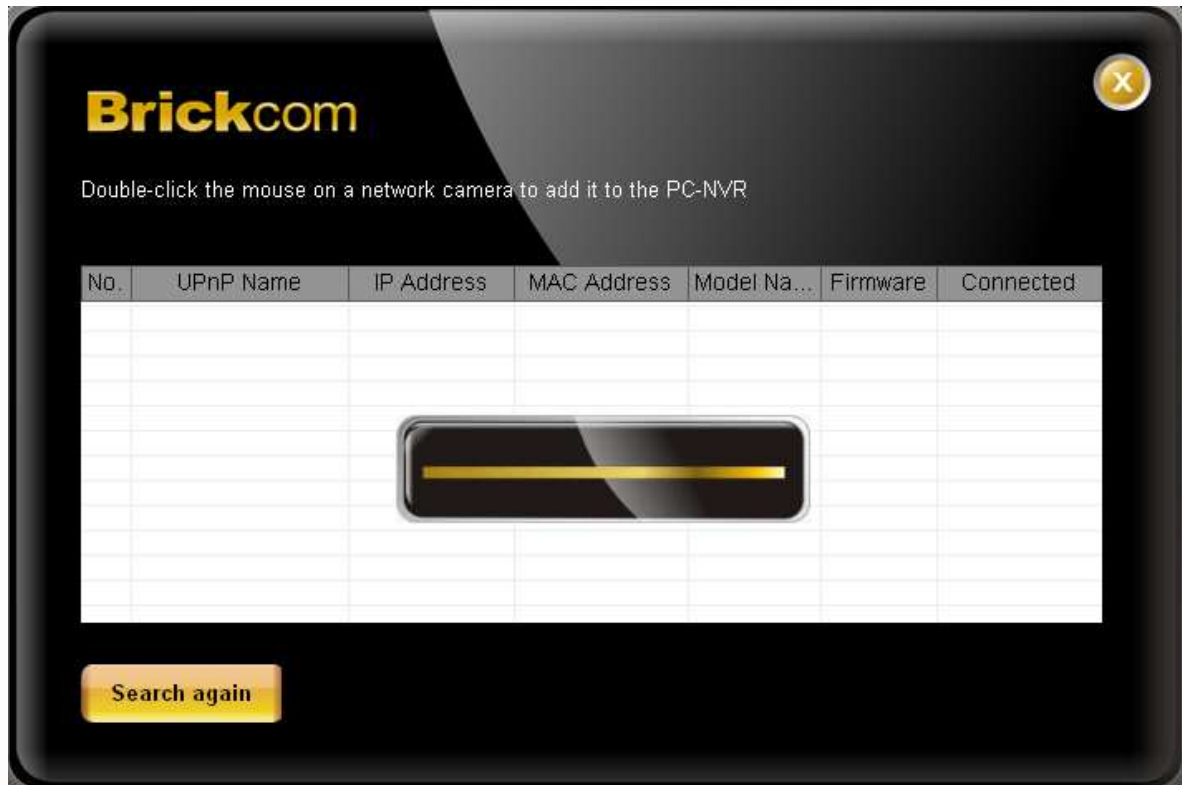 X
Brickcom
Double-click the mouse on a network camera to add it to the PC-NVR
No. UPnP Name IP Address MAC Address Model Na... Firmware Connected
Search again